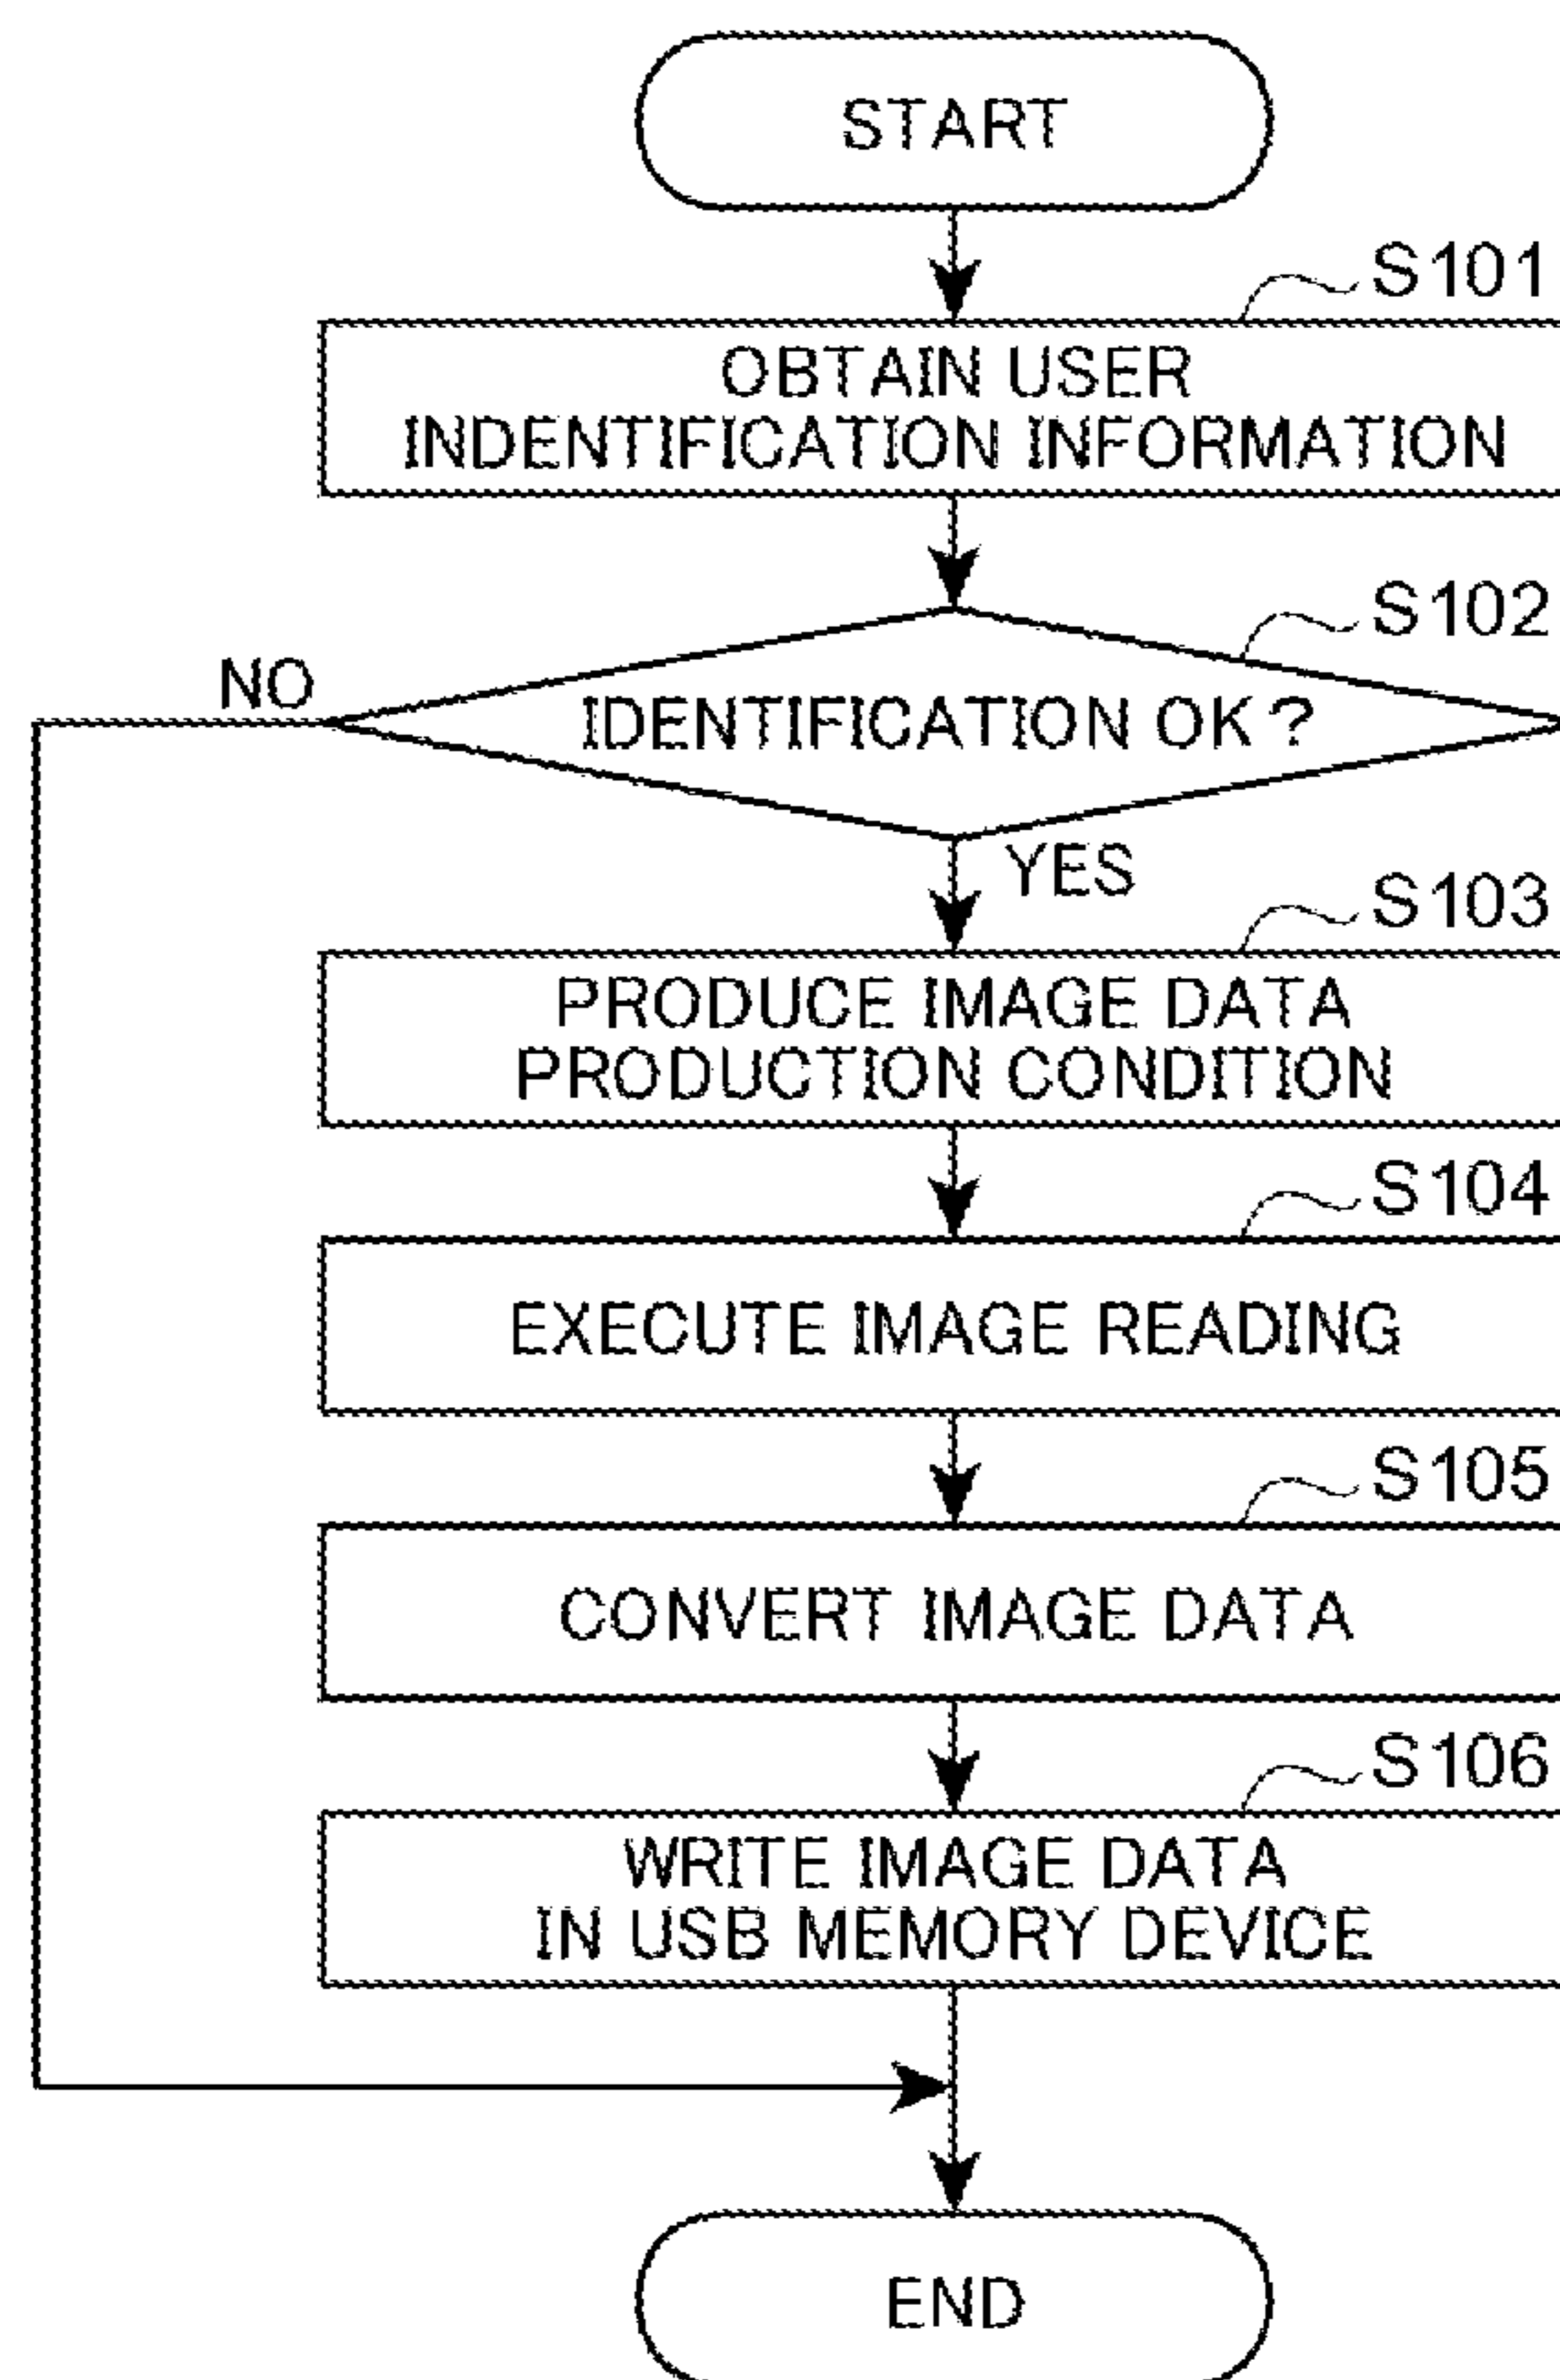 START
S101
OBTAIN USER
INDENTIFICATION INFORMATION
S102
NO
IDENTIFICATION OK?
YES
S103
PRODUCE IMAGE DATA
PRODUCTION CONDITION
S104
EXECUTE IMAGE READING
S105
CONVERT IMAGE DATA
S106
WRITE IMAGE DATA
IN USB MEMORY DEVICE
END